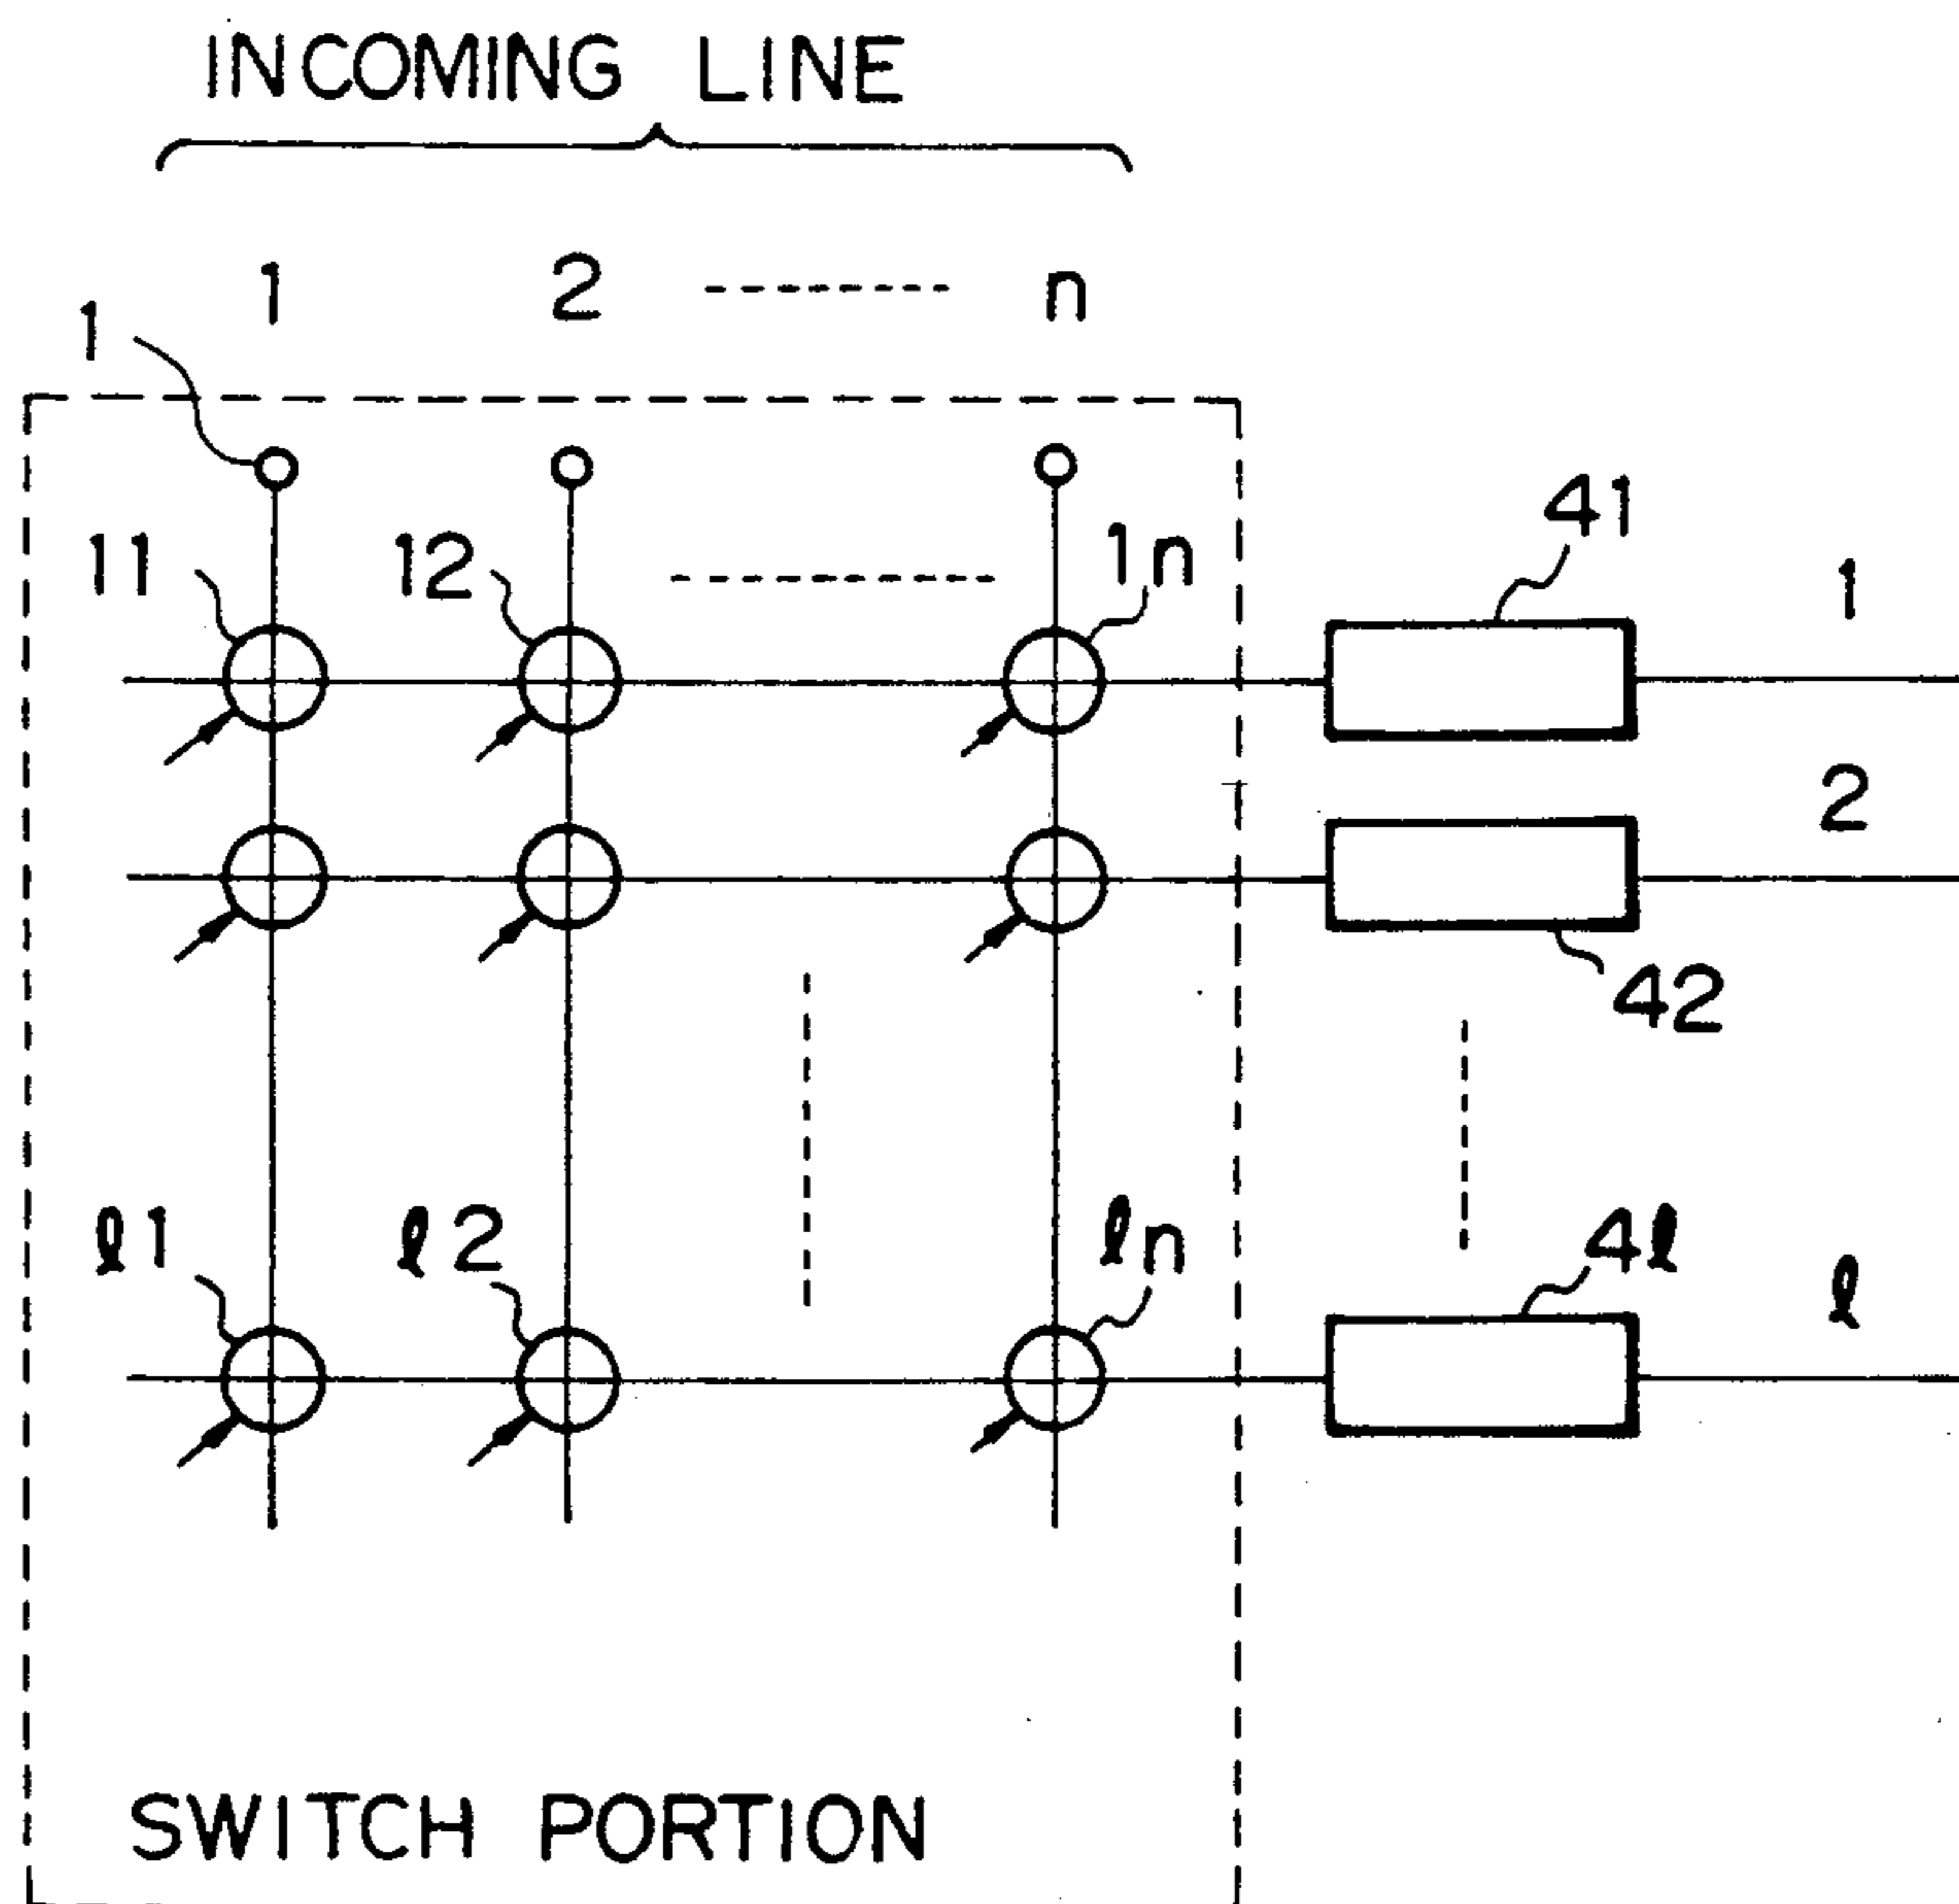 INCOMING LINE
1 2 n
1
41
11 12 1n
1
2
42
ℓ1 ℓ2 ℓn
4ℓ
ℓ
SWITCH PORTION